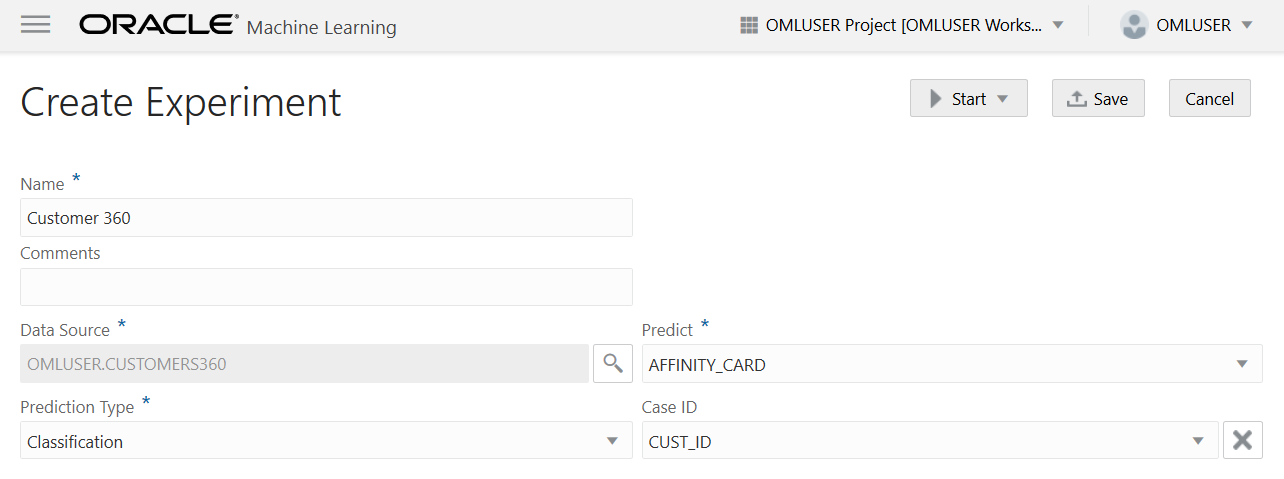 ORACLE® Machine Learning
OMLUSER Project [OMLUSER Works...
OMLUSER
Create Experiment
Start
Save
Cancel
Name *
Customer 360
Comments
Data Source *
Predict *
OMLUSER.CUSTOMERS360
AFFINITY_CARD
Prediction Type *
Case ID
Classification
CUST_ID